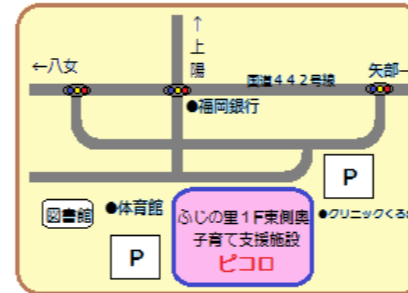 ↑
上
陽
←八女
国道442号線
矢部→
●福岡銀行
P
図書館
●体育館
P
ふじの里1F東側奥
子育て支援施設
ピコロ
●クリニックくる